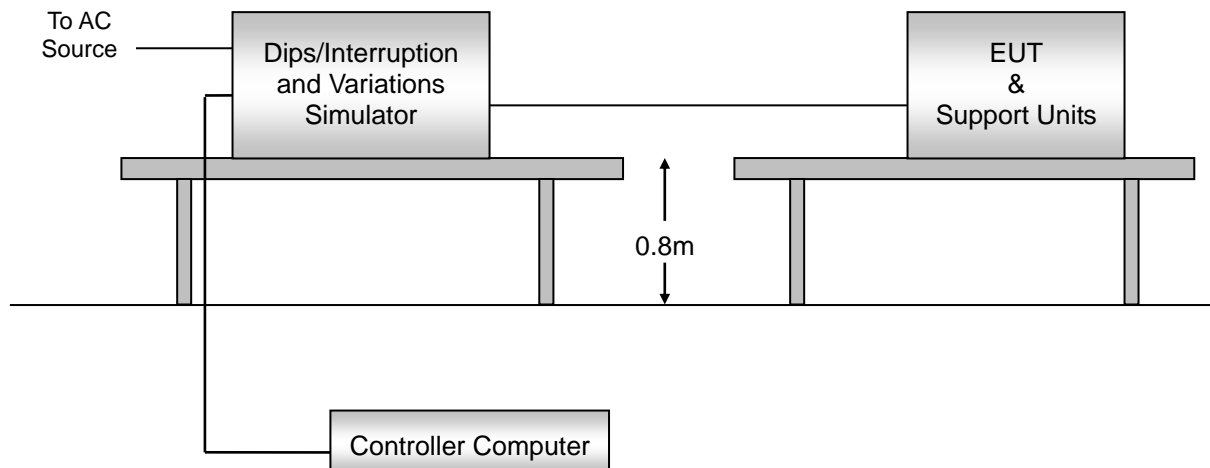 To AC
Source
Dips/Interruption
and Variations
Simulator
EUT
&
Support Units
0.8m
Controller Computer